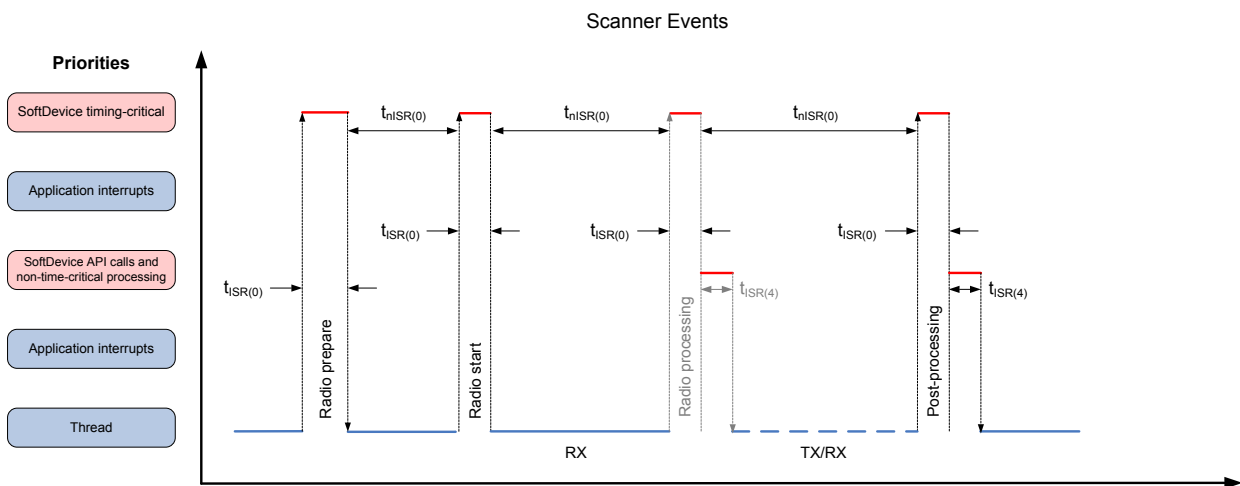 Scanner Events
Priorities
SoftDevice timing-critical
Application interrupts
SoftDevice API calls and
non-time-critical processing
Application interrupts
Thread
tnISR(0)
tnISR(0)
tnISR(0)
tISR(0)
tISR(0)
tISR(0)
tISR(0)
tISR(4)
tISR(4)
Radio prepare
Radio start
Radio processing
Post-processing
RX
TX/RX